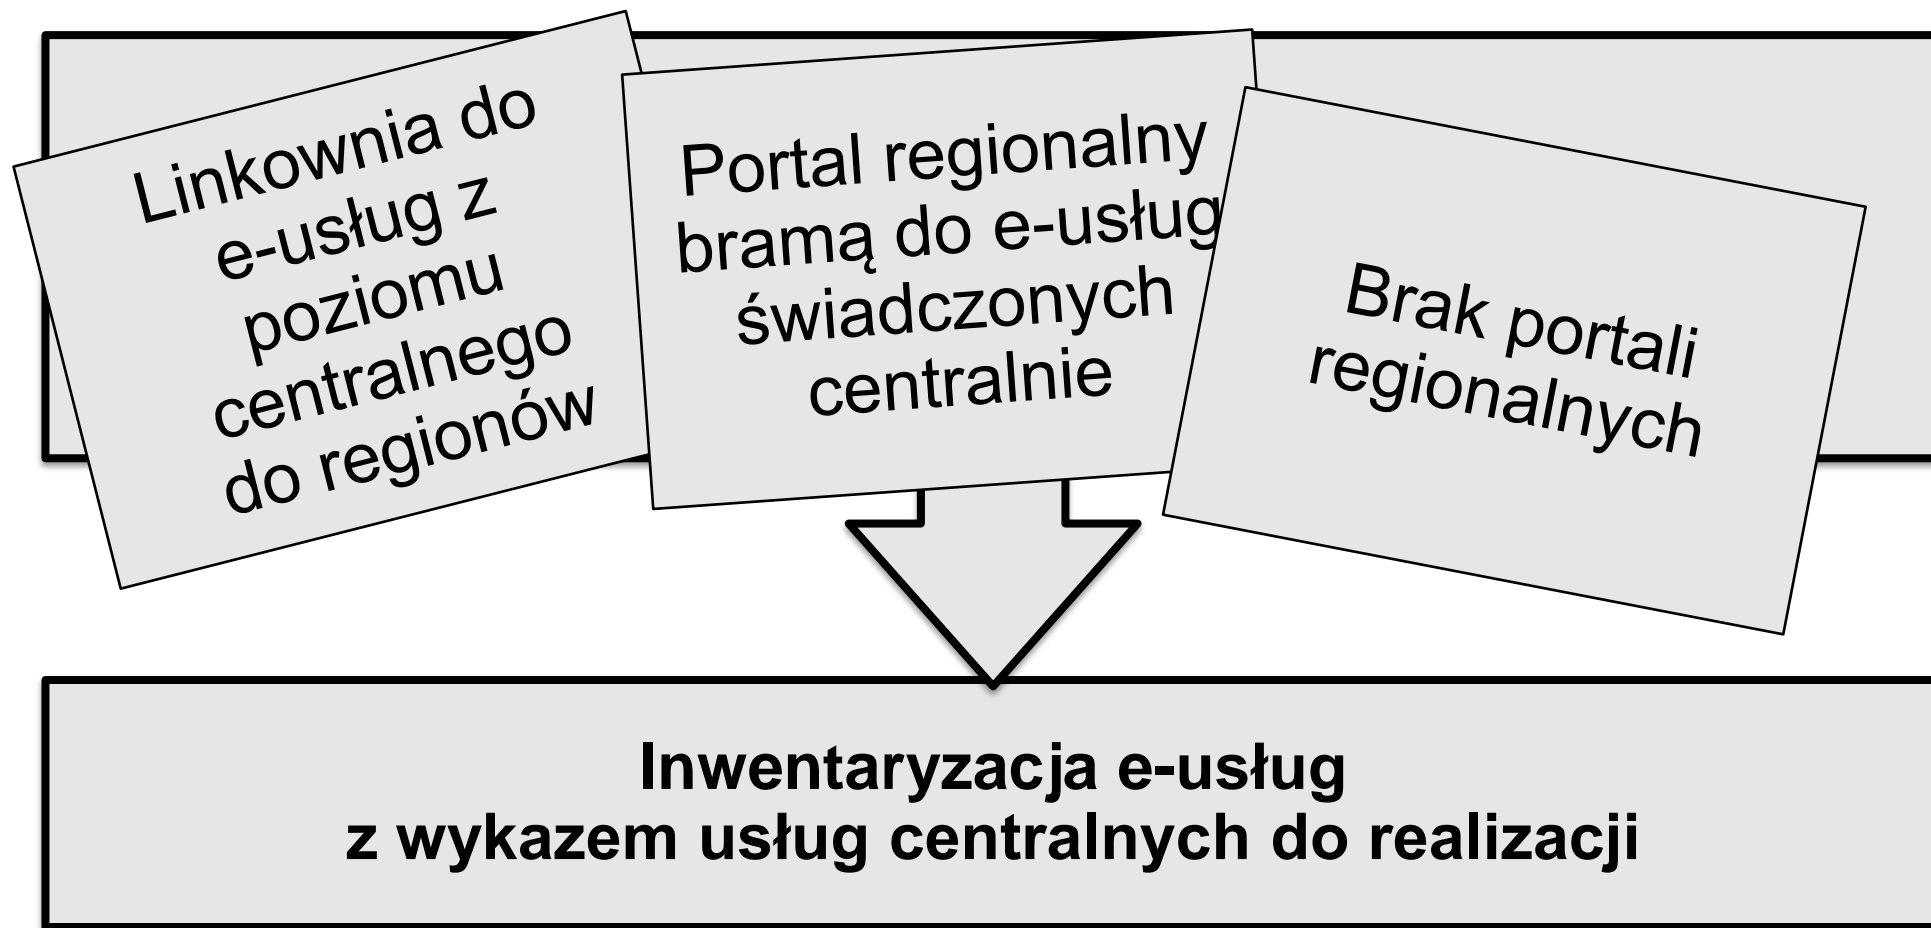 Linkownia do
e-usług z
poziomu
centralnego
do regionów
Portal regionalny
bramą do e-usług
świadczonych
centralnie
Brak portali
regionalnych
Inwentaryzacja e-usług
z wykazem usług centralnych do realizacji